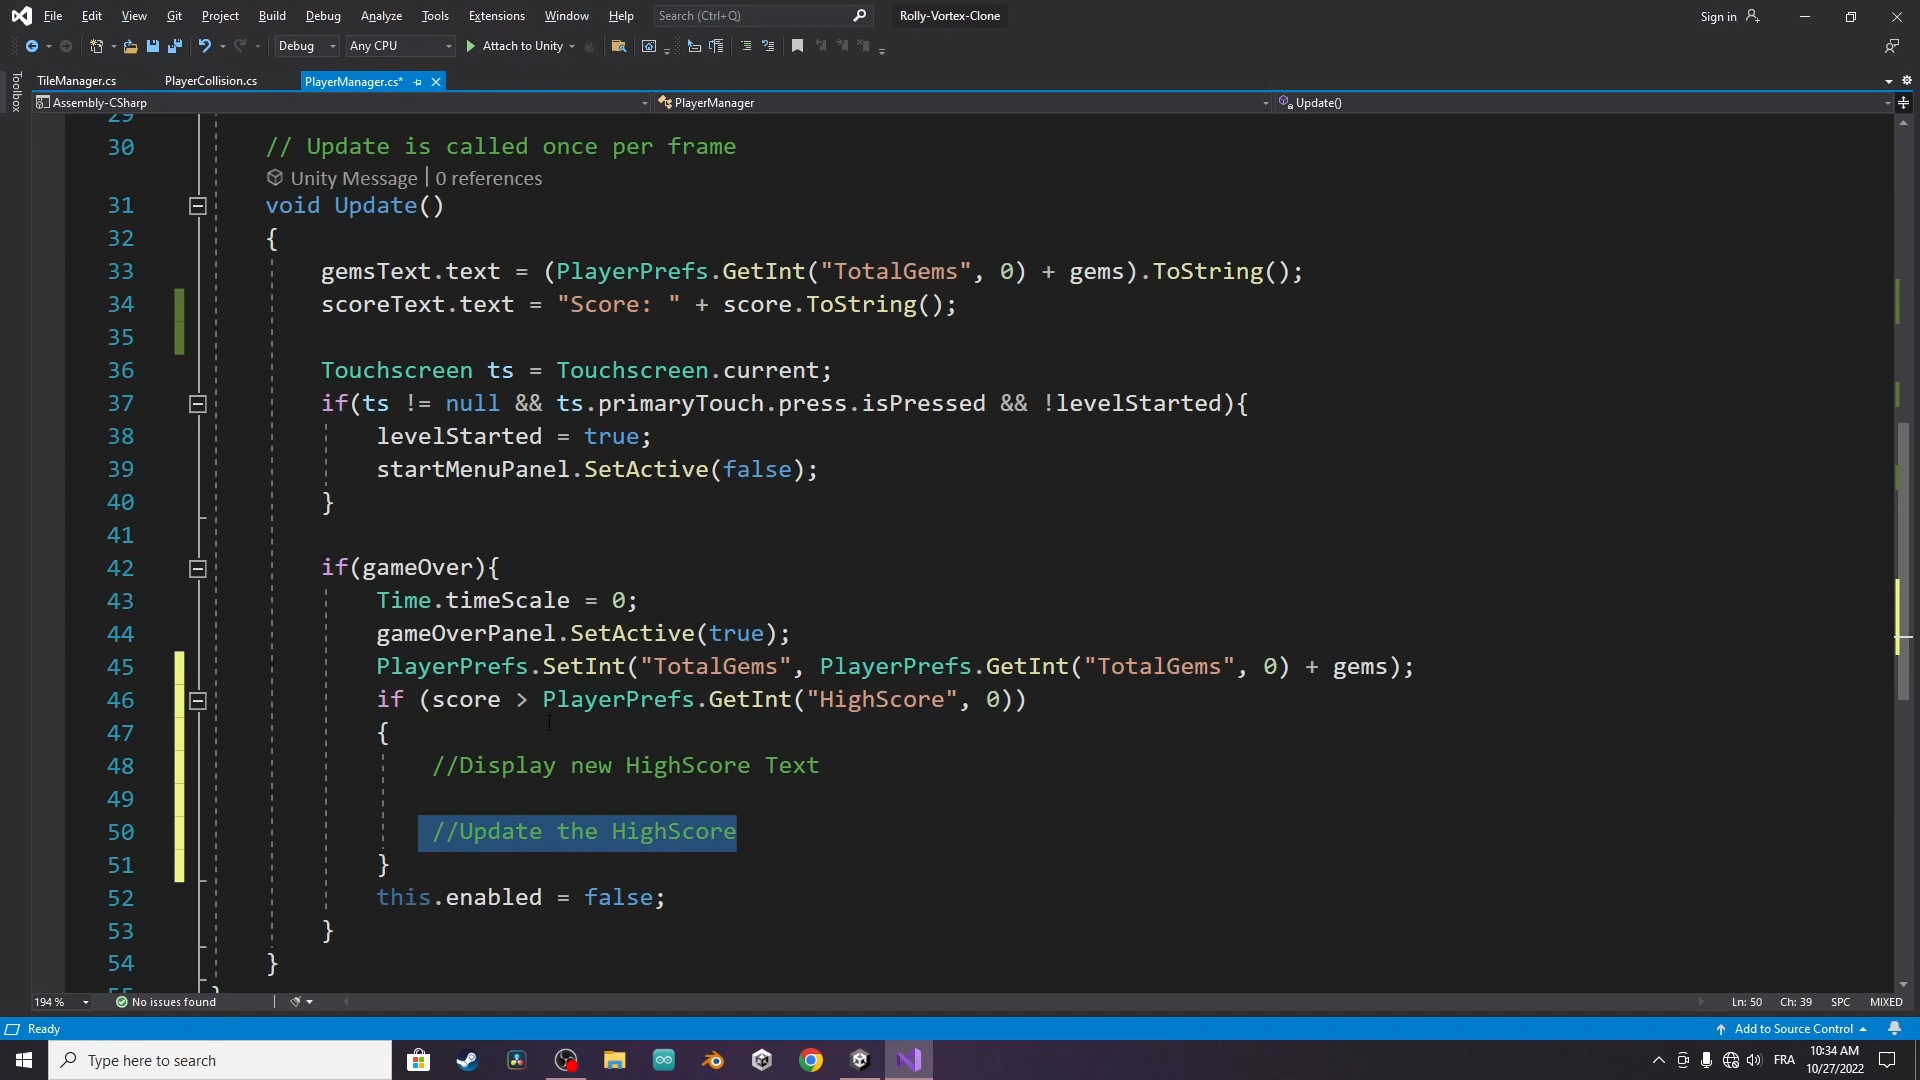 File Edit View Git Project Build Debug Analyze Tools Extensions Window Help Search (Ctrl+Q) Rolly-Vortex-Clone Sign in
Debug Any CPU Attach to Unity
Toolbox
TileManager.cs PlayerCollision.cs PlayerManager.cs*
Assembly-CSharp PlayerManager Update()
29
30 // Update is called once per frame
Unity Message | 0 references
31 void Update()
32 {
33 gemsText.text = (PlayerPrefs.GetInt("TotalGems", 0) + gems).ToString();
34 scoreText.text = "Score: " + score.ToString();
35
36 Touchscreen ts = Touchscreen.current;
37 if(ts != null && ts.primaryTouch.press.isPressed && !levelStarted){
38 levelStarted = true;
39 startMenuPanel.SetActive(false);
40 }
41
42 if(gameOver){
43 Time.timeScale = 0;
44 gameOverPanel.SetActive(true);
45 PlayerPrefs.SetInt("TotalGems", PlayerPrefs.GetInt("TotalGems", 0) + gems);
46 if (score > PlayerPrefs.GetInt("HighScore", 0))
47 {
48 //Display new HighScore Text
49
50 //Update the HighScore
51 }
52 this.enabled = false;
53 }
54 }
55 }
194 % No issues found Ln: 50 Ch: 39 SPC MIXED
Ready Add to Source Control
Type here to search FRA 10:34 AM
10/27/2022